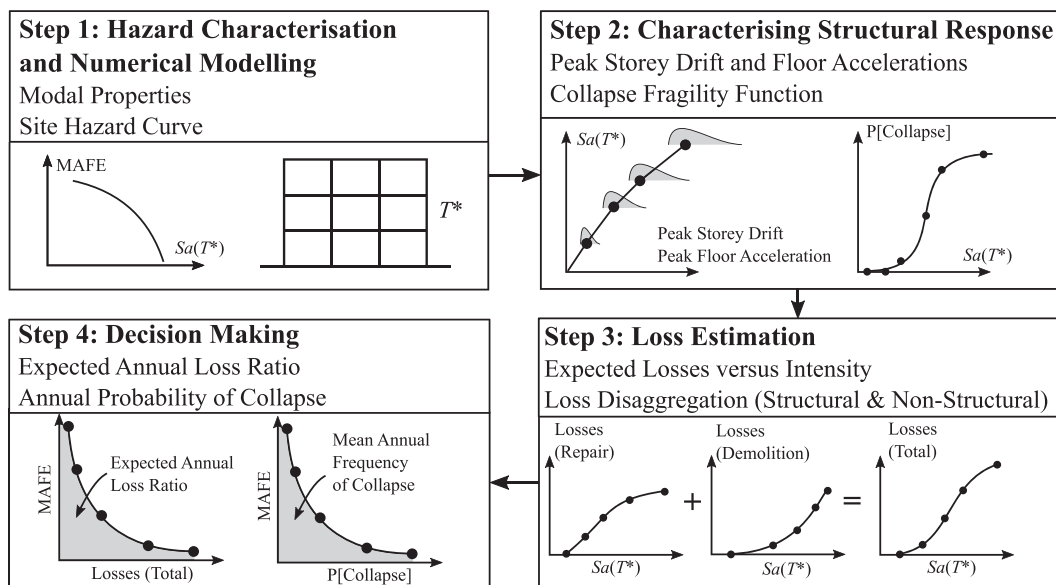 Step 1: Hazard Characterisation
and Numerical Modelling
Modal Properties
Site Hazard Curve
MAFE
Sa(T*)
T*
Step 2: Characterising Structural Response
Peak Storey Drift and Floor Accelerations
Collapse Fragility Function
Sa(T*)
Peak Storey Drift
Peak Floor Acceleration
P[Collapse]
Sa(T*)
Step 3: Loss Estimation
Expected Losses versus Intensity
Loss Disaggregation (Structural & Non-Structural)
Losses
(Repair)
Sa(T*)
+
Losses
(Demolition)
Sa(T*)
=
Losses
(Total)
Sa(T*)
Step 4: Decision Making
Expected Annual Loss Ratio
Annual Probability of Collapse
MAFE
Expected Annual
Loss Ratio
Losses (Total)
MAFE
Mean Annual
Frequency
of Collapse
P[Collapse]